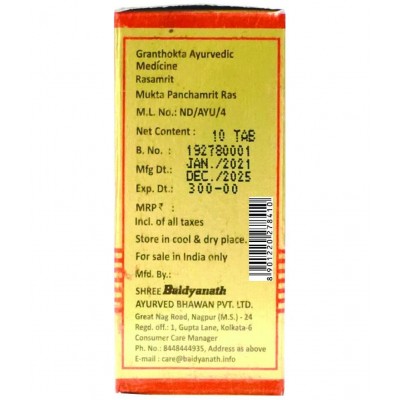 Granthokta Ayurvedic
Medicine
Rasamrit
Mukta Panchamrit Ras
M.L. No.: ND/AYU/4
Net Content : 10 TAB
B. No. : 192780001
Mfg Dt.: JAN./2021
DEC./2025
Exp. Dt.: 300-00
MRP ₹ :
Incl. of all taxes
Store in cool & dry place.
For sale in India only
Mfd. By.:
SHREE Baidyanath
AYURVED BHAWAN PVT. LTD.
Great Nag Road, Nagpur (M.S.) - 24
Regd. off.: 1, Gupta Lane, Kolkata-6
Consumer Care Manager
Ph. No.: 8448444935, Address as above
E-mail : care@baidyanath.info
8901220278410